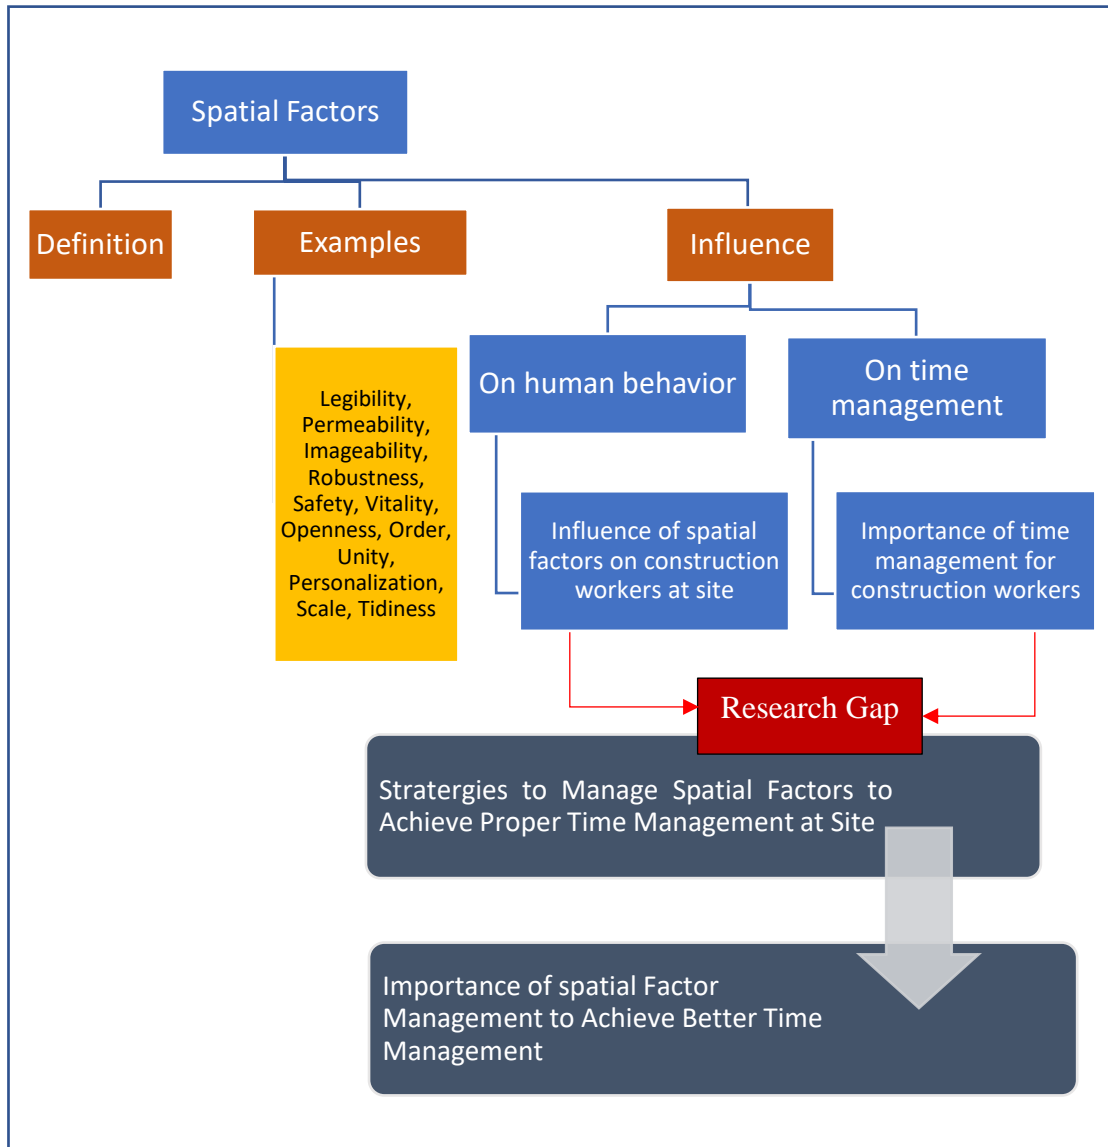 Spatial Factors
Definition
Examples
Influence
Legibility,
Permeability,
Imageability,
Robustness,
Safety, Vitality,
Openness, Order,
Unity,
Personalization,
Scale, Tidiness
On human behavior
On time
management
Influence of spatial
factors on construction
workers at site
Importance of time
management for
construction workers
Research Gap
Stratergies to Manage Spatial Factors to
Achieve Proper Time Management at Site
Importance of spatial Factor
Management to Achieve Better Time
Management